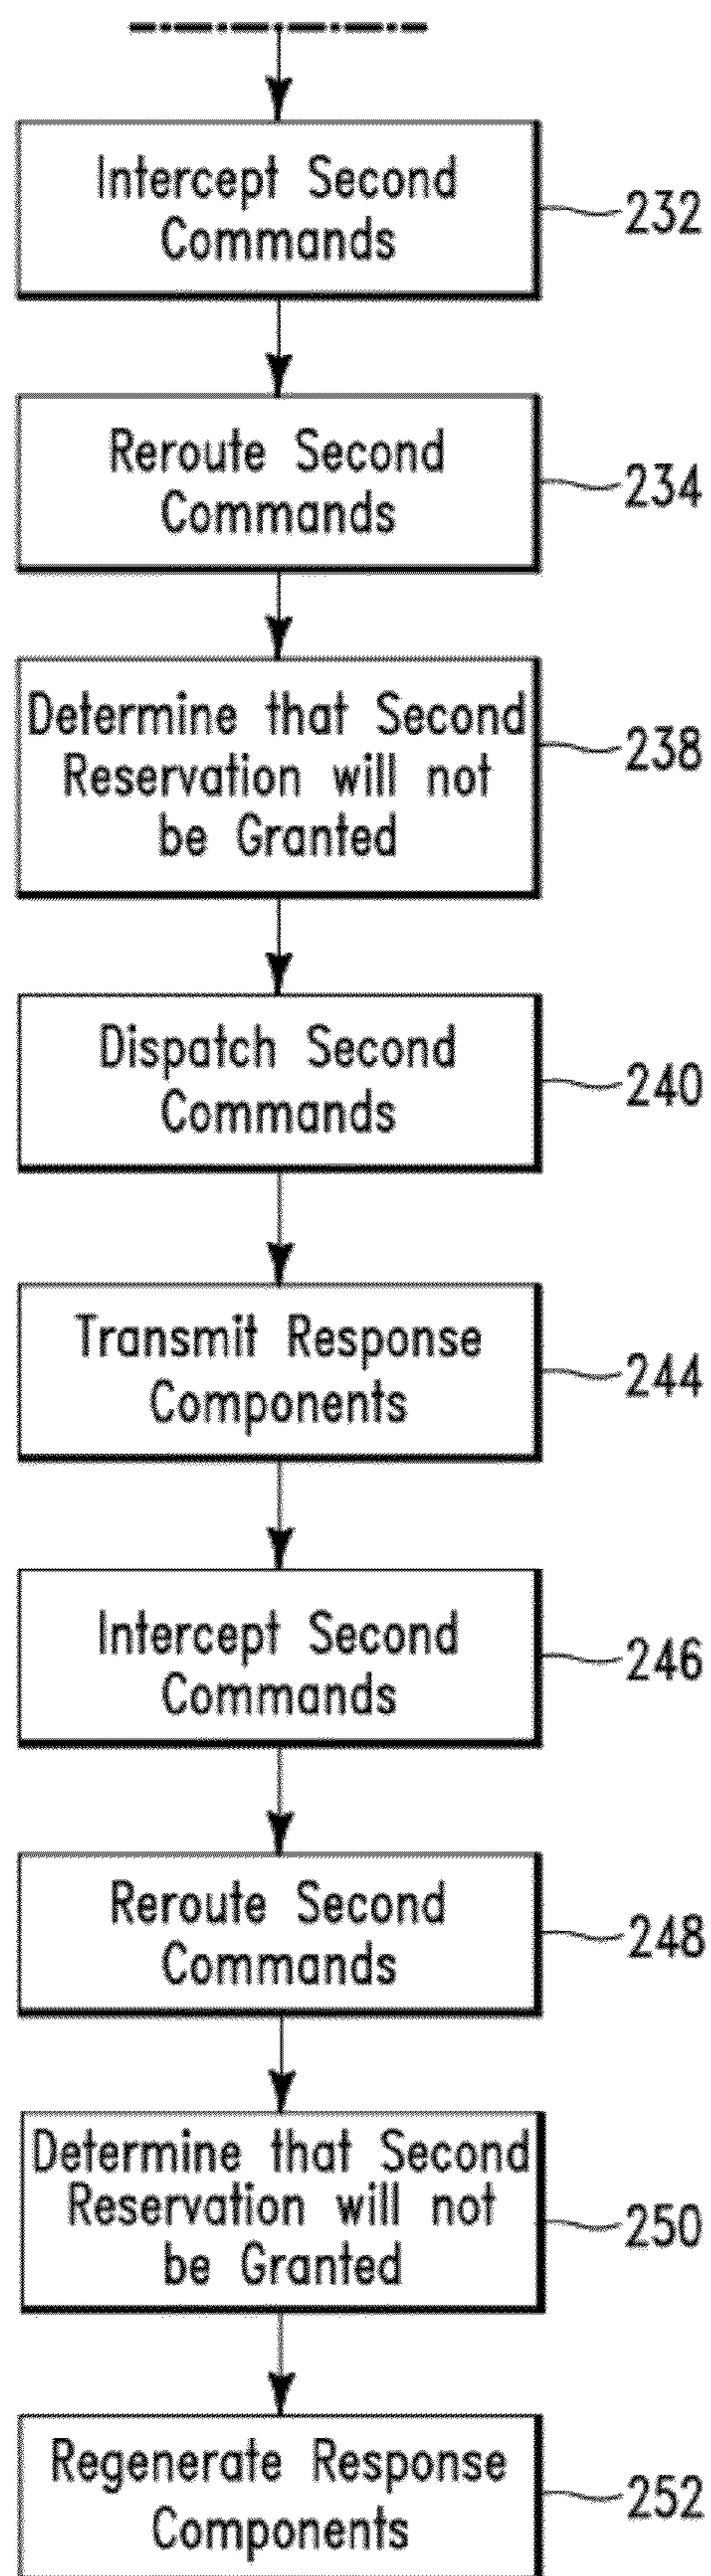 Intercept Second
Commands
232
Reroute Second
Commands
234
Determine that Second
Reservation will not
be Granted
238
Dispatch Second
Commands
240
Transmit Response
Components
244
Intercept Second
Commands
246
Reroute Second
Commands
248
Determine that Second
Reservation will not
be Granted
250
Regenerate Response
Components
252